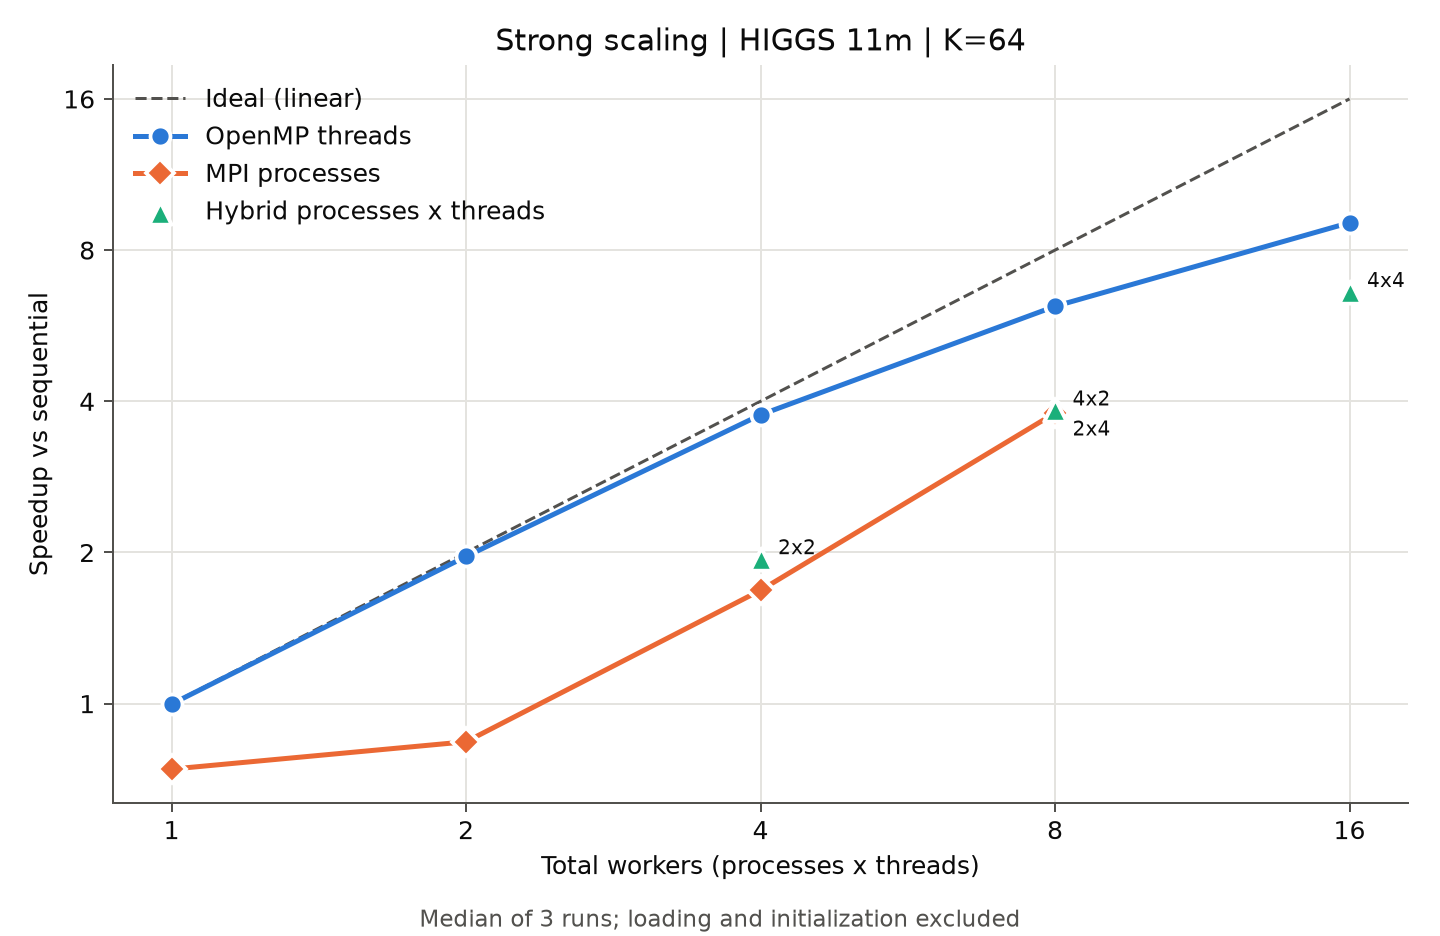 Strong scaling | HIGGS 11m | K=64
Ideal (linear)
OpenMP threads
MPI processes
Hybrid processes x threads
Speedup vs sequential
16
8
4
2
1
4x4
4x2
2x4
2x2
1 2 4 8 16
Total workers (processes x threads)
Median of 3 runs; loading and initialization excluded